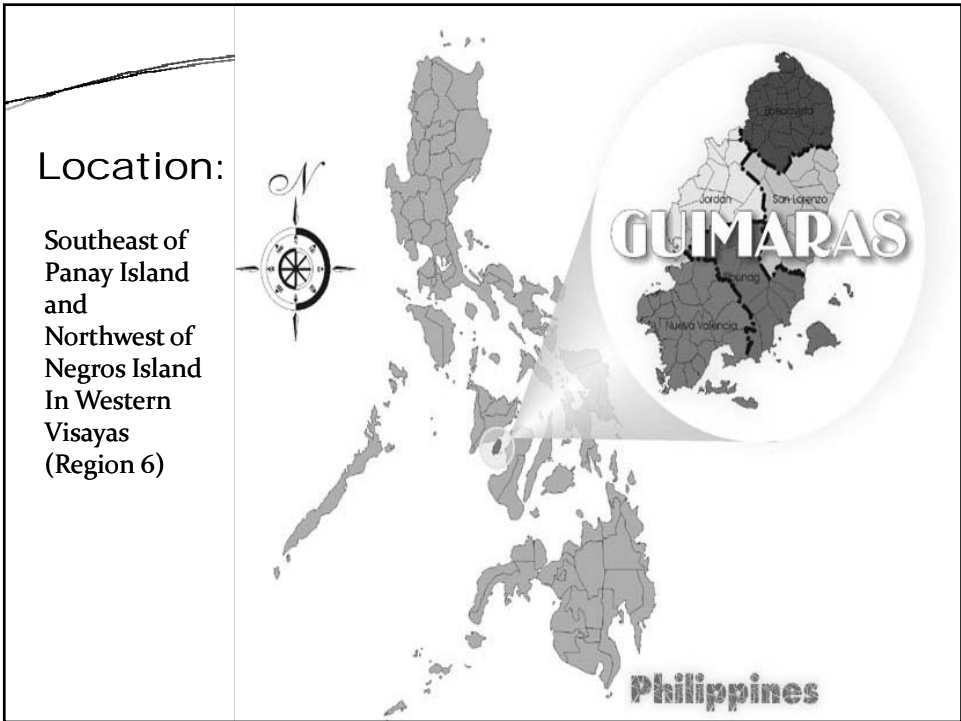 Location:
Southeast of
Panay Island
and
Northwest of
Negros Island
In Western
Visayas
(Region 6)
N
Buenavista
Jordan
San Lorenzo
GUIMARAS
Nueva Valencia
Philippines